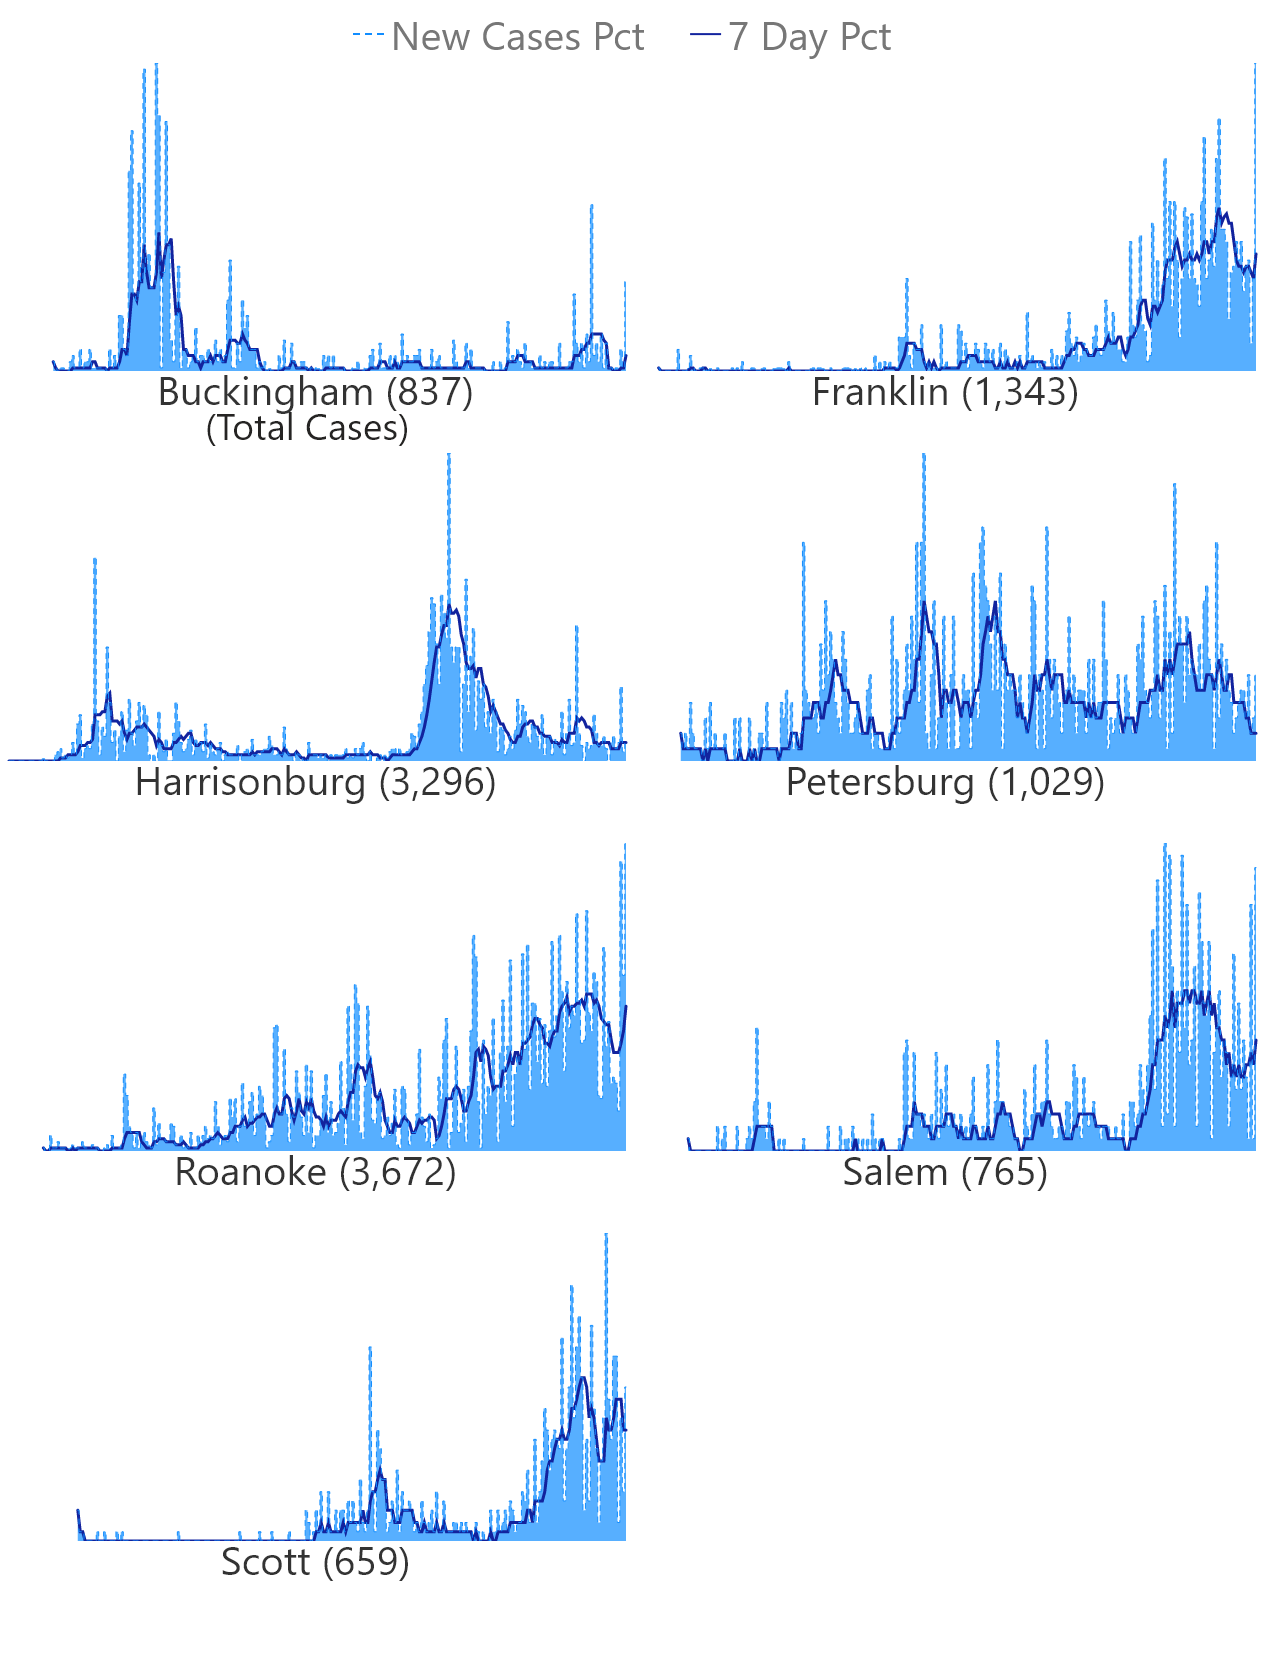 New Cases Pct 7 Day Pct
Buckingham (837) Franklin (1,343)
(Total Cases)
Harrisonburg (3,296) Petersburg (1,029)
Roanoke (3,672) Salem (765)
Scott (659)